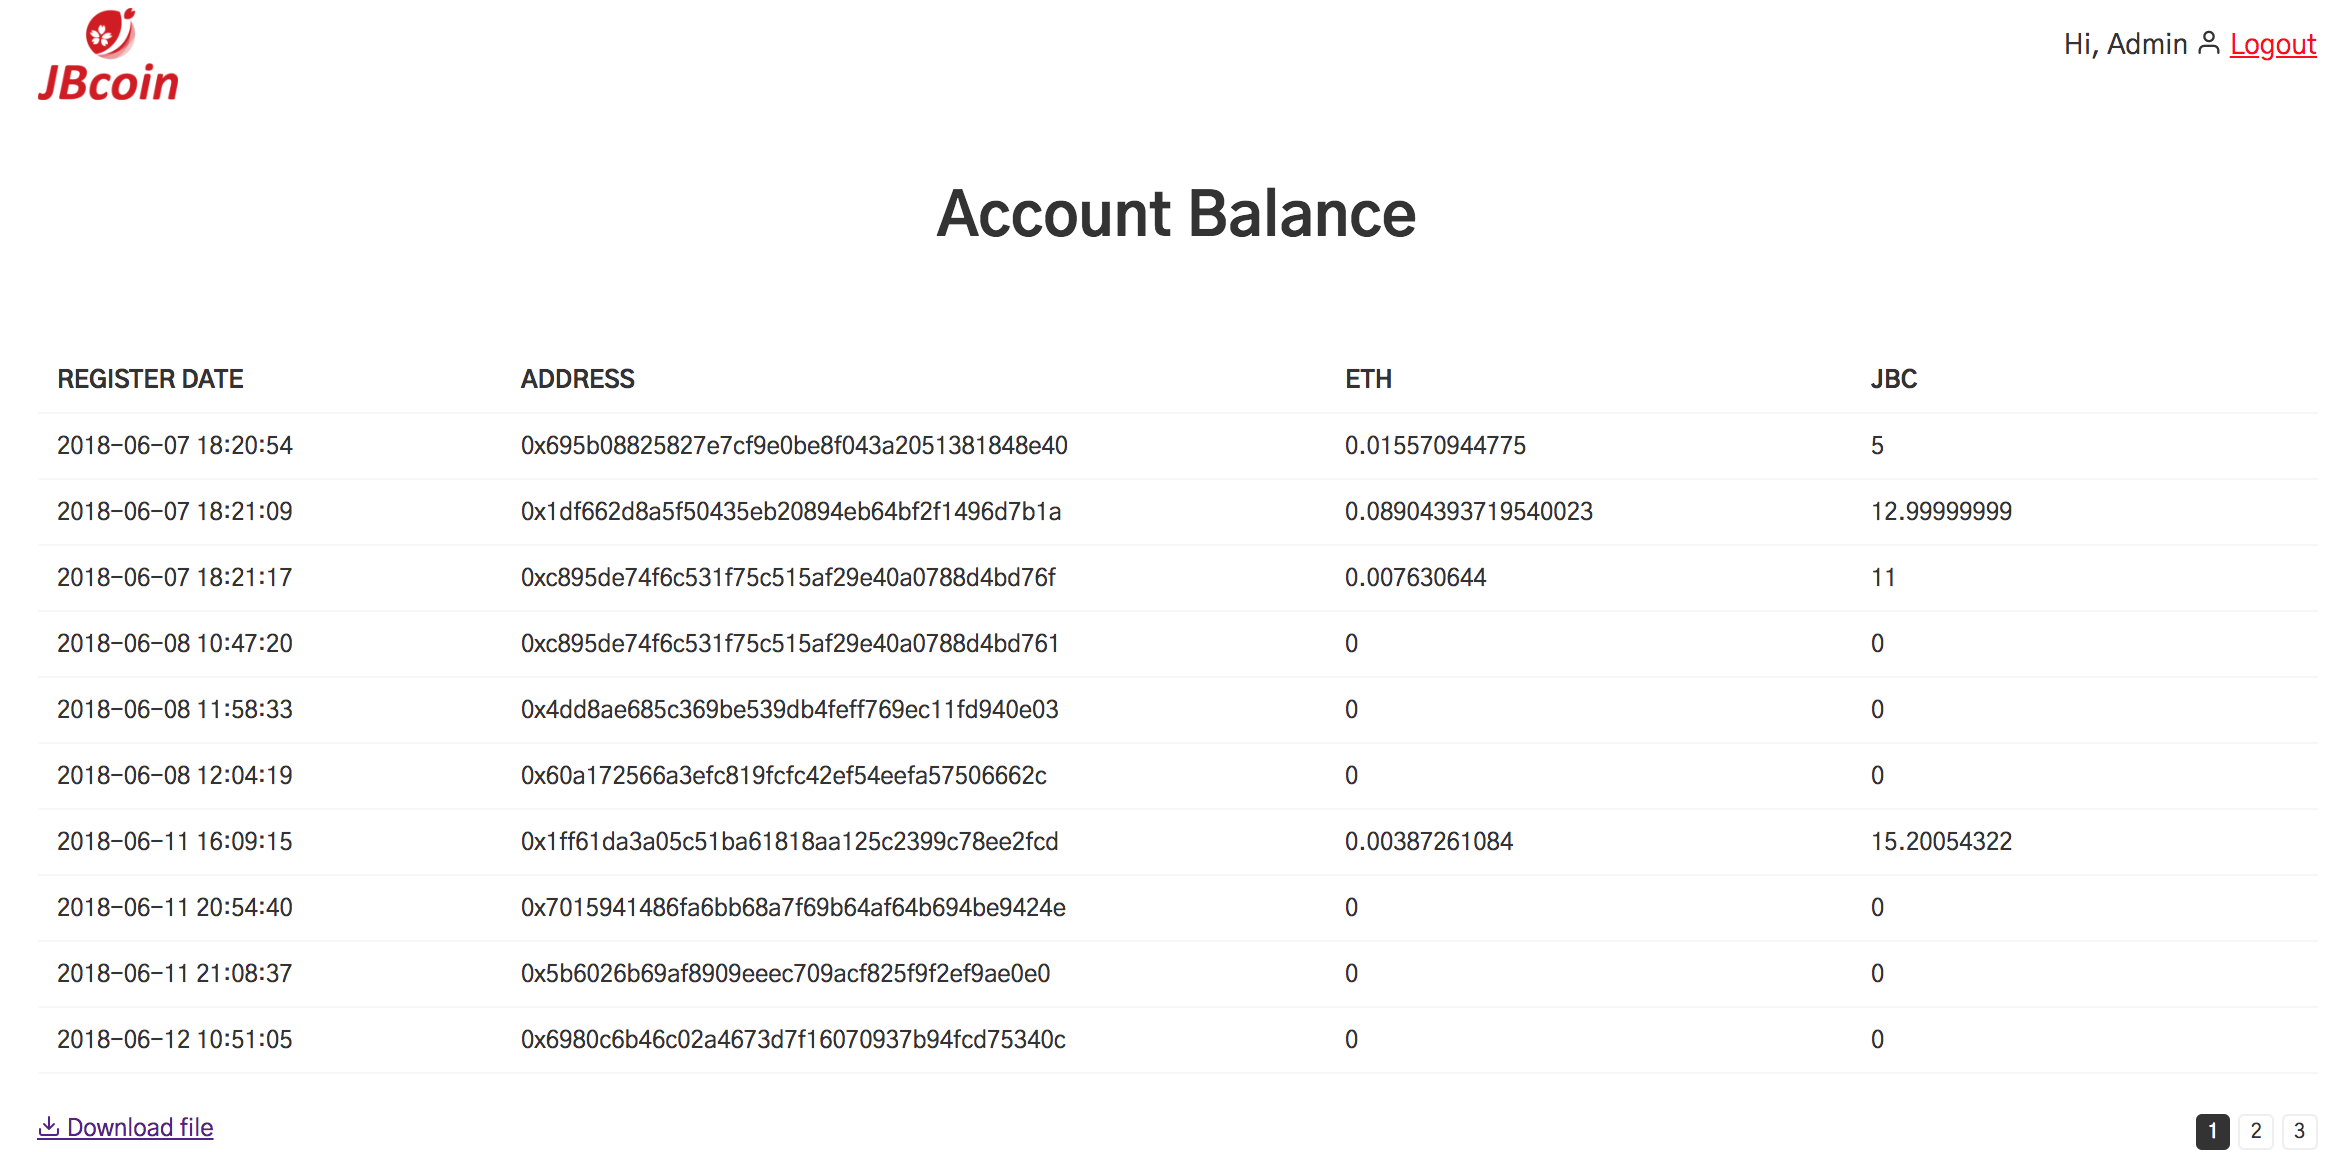 JBcoin
Hi, Admin Logout
Account Balance
REGISTER DATE ADDRESS ETH JBC
2018-06-07 18:20:54 0x695b08825827e7cf9e0be8f043a2051381848e40 0.015570944775 5
2018-06-07 18:21:09 0x1df662d8a5f50435eb20894eb64bf2f1496d7b1a 0.08904393719540023 12.99999999
2018-06-07 18:21:17 0xc895de74f6c531f75c515af29e40a0788d4bd76f 0.007630644 11
2018-06-08 10:47:20 0xc895de74f6c531f75c515af29e40a0788d4bd761 0 0
2018-06-08 11:58:33 0x4dd8ae685c369be539db4feff769ec11fd940e03 0 0
2018-06-08 12:04:19 0x60a172566a3efc819fcfc42ef54eefa57506662c 0 0
2018-06-11 16:09:15 0x1ff61da3a05c51ba61818aa125c2399c78ee2fcd 0.00387261084 15.20054322
2018-06-11 20:54:40 0x7015941486fa6bb68a7f69b64af64b694be9424e 0 0
2018-06-11 21:08:37 0x5b6026b69af8909eeec709acf825f9f2ef9ae0e0 0 0
2018-06-12 10:51:05 0x6980c6b46c02a4673d7f16070937b94fcd75340c 0 0
Download file 1 2 3